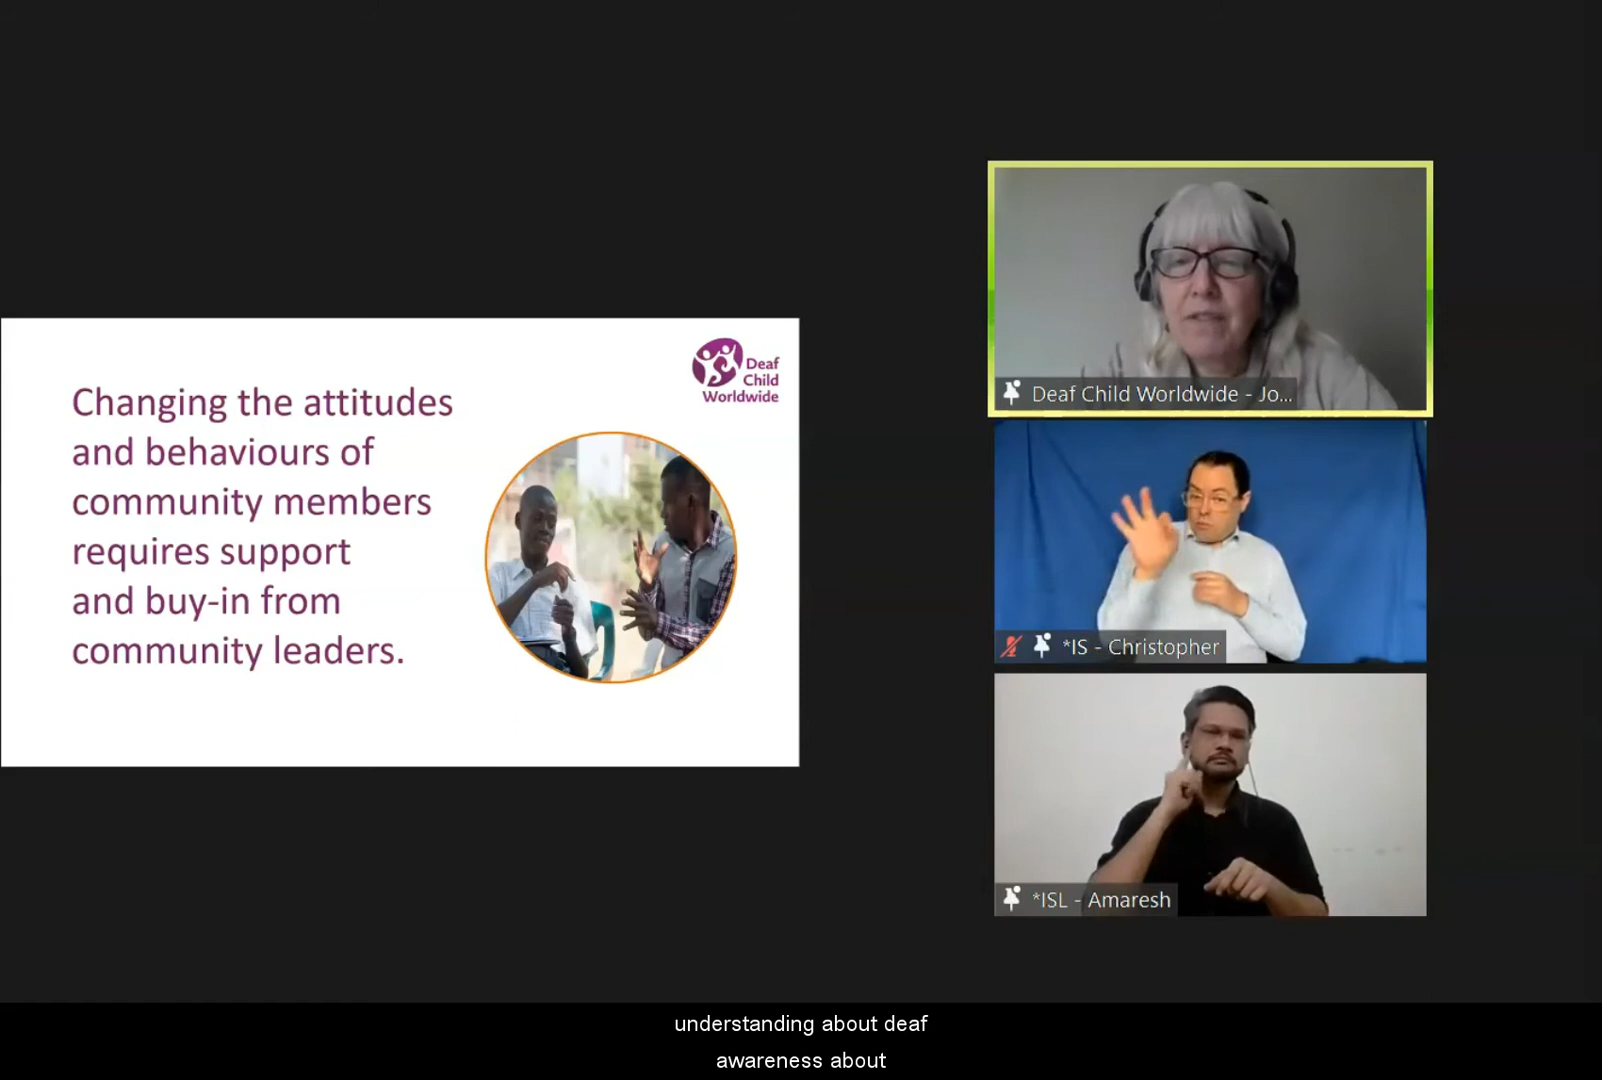 Changing the attitudes
and behaviours of
community members
requires support
and buy-in from
community leaders.
Deaf
Child
Worldwide
Deaf Child Worldwide - Jo...
*IS - Christopher
*ISL - Amaresh
understanding about deaf
awareness about